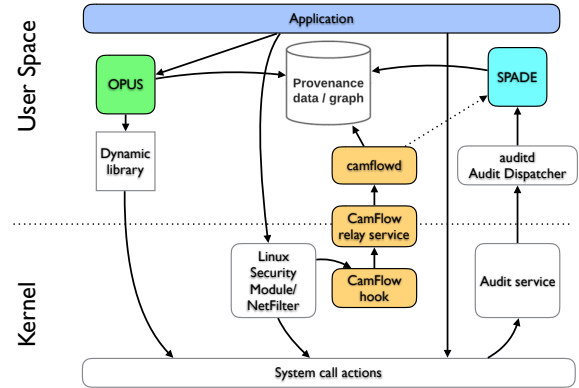 Application
User Space
OPUS
Provenance
data / graph
SPADE
Dynamic
library
camflowd
auditd
Audit Dispatcher
CamFlow
relay service
Kernel
Linux
Security
Module/
NetFilter
CamFlow
hook
Audit service
System call actions